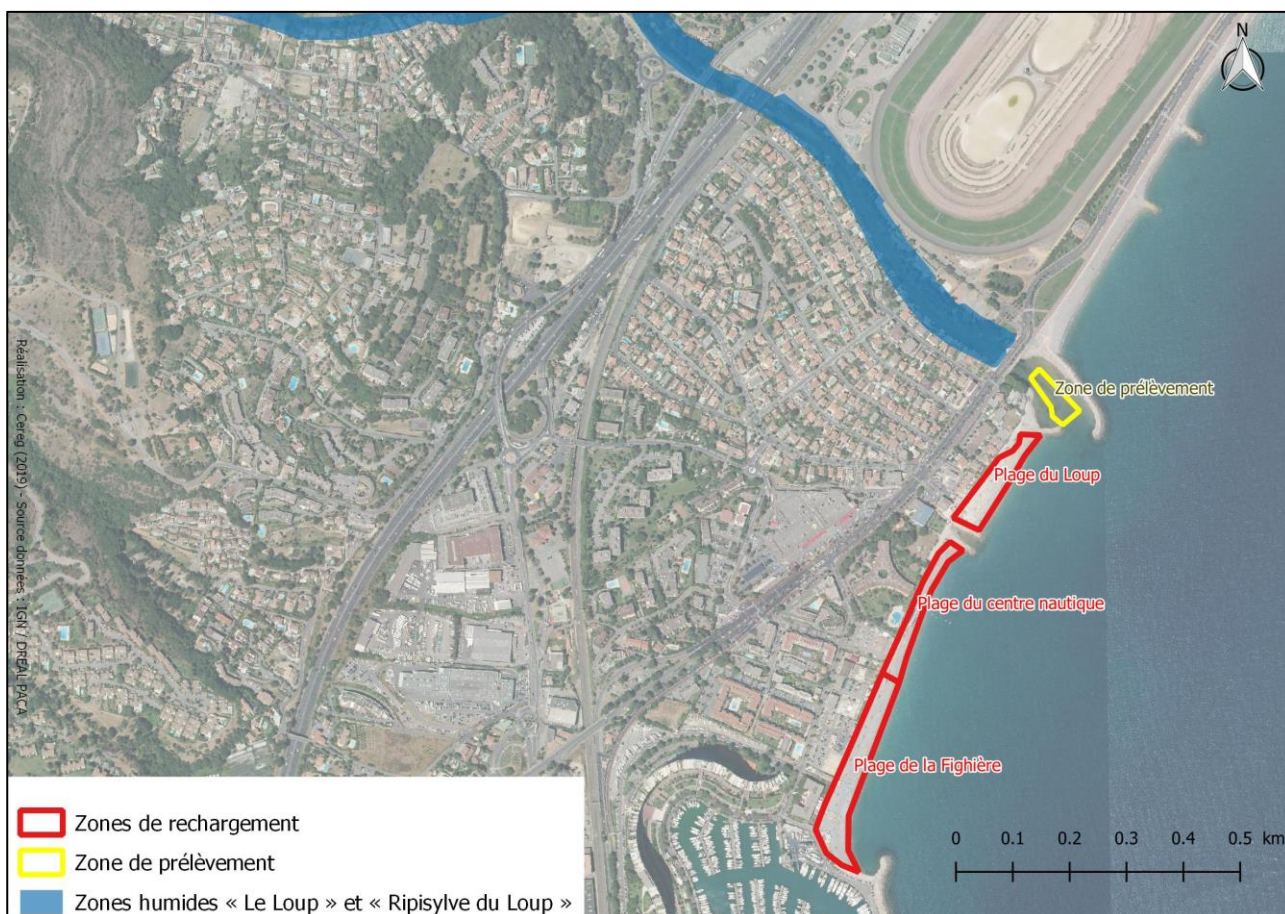 N
Zone de prélèvement
Plage du Loup
Plage du centre nautique
Plage de la Fighière
Réalisation : Cereg (2019) - Source données : IGN / DREAL PACA
0 0.1 0.2 0.3 0.4 0.5 km
Zones de rechargement
Zone de prélèvement
Zones humides « Le Loup » et « Ripisylve du Loup »